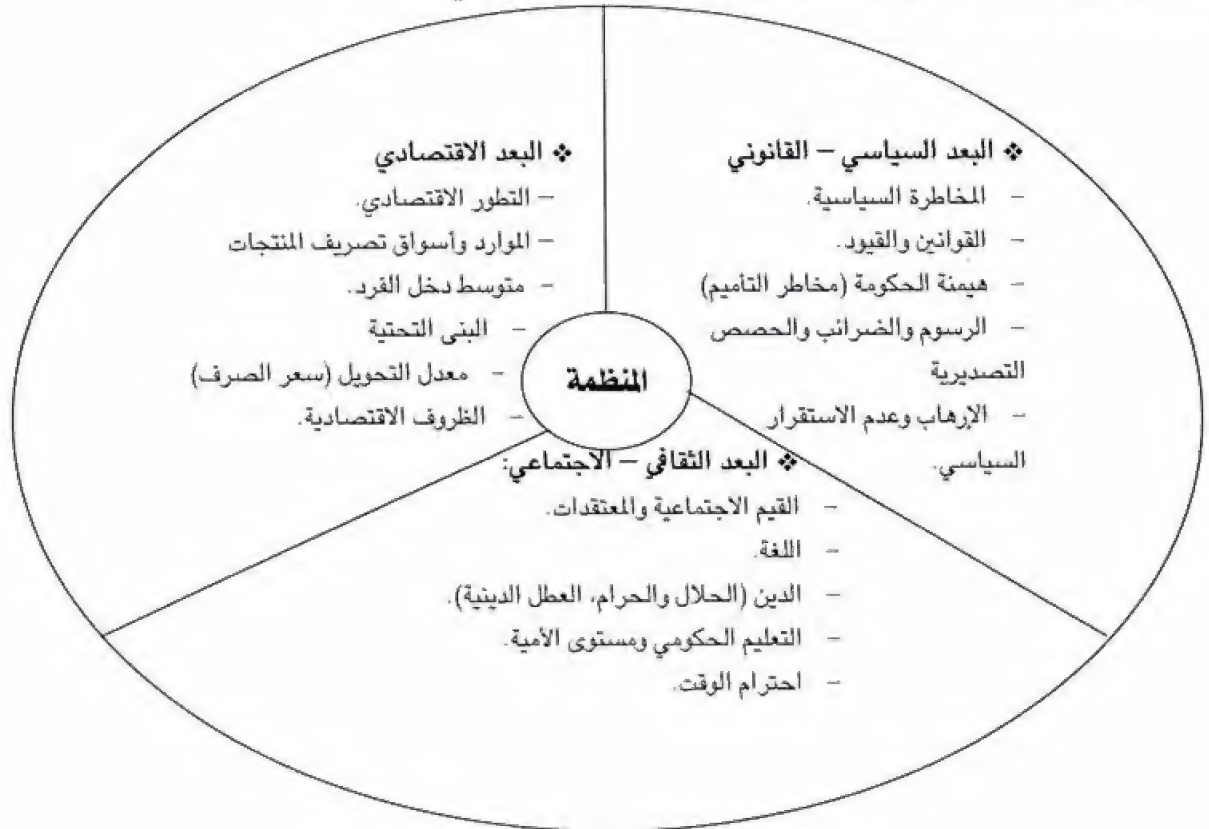 ❖ البعد السياسي – القانوني
– المخاطرة السياسية.
– القوانين والقيود.
– هيمنة الحكومة (مخاطر التأميم)
– الرسوم والضرائب والحصص
التصديرية
– الإرهاب وعدم الاستقرار
السياسي.
❖ البعد الاقتصادي
– التطور الاقتصادي.
– الموارد وأسواق تصريف المنتجات
– متوسط دخل الفرد.
– البنى التحتية
– معدل التحويل (سعر الصرف)
– الظروف الاقتصادية.
المنظمة
❖ البعد الثقافي – الاجتماعي:
– القيم الاجتماعية والمعتقدات.
– اللغة.
– الدين (الحلال والحرام، العطل الدينية).
– التعليم الحكومي ومستوى الأمية.
– احترام الوقت.